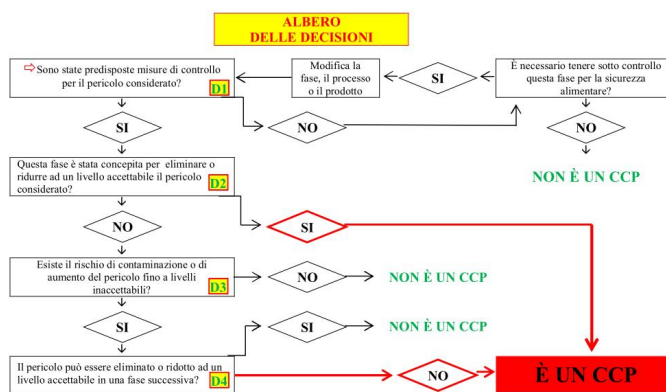 ALBERO
DELLE DECISIONI
⇨Sono state predisposte misure di controllo
per il pericolo considerato?
D1
Modifica la
fase, il processo
o il prodotto
SI
È necessario tenere sotto controllo
questa fase per la sicurezza
alimentare?
SI
NO
NO
NON È UN CCP
Questa fase è stata concepita per eliminare o
ridurre ad un livello accettabile il pericolo
considerato?
D2
NO
SI
Esiste il rischio di contaminazione o di
aumento del pericolo fino a livelli
inaccettabili?
D3
NO
NON È UN CCP
SI
SI
NON È UN CCP
Il pericolo può essere eliminato o ridotto ad un
livello accettabile in una fase successiva?
D4
NO
È UN CCP